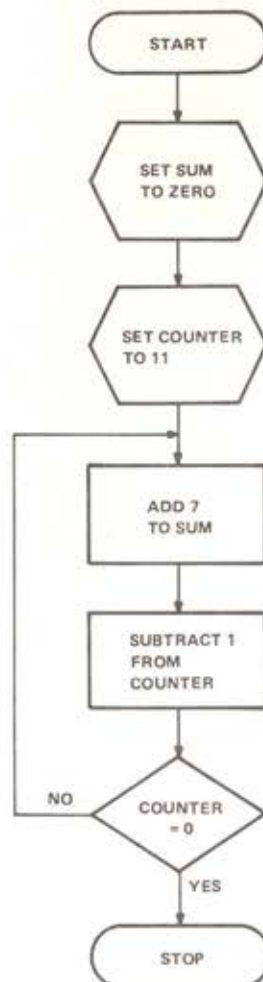 START
SET SUM
TO ZERO
SET COUNTER
TO 11
ADD 7
TO SUM
SUBTRACT 1
FROM
COUNTER
COUNTER
= 0
NO
YES
STOP